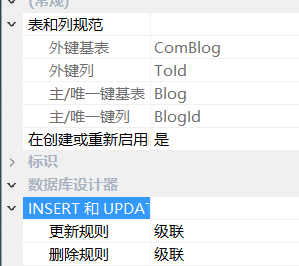 (常规)
表和列规范
外键基表 ComBlog
外键列 ToId
主/唯一键基表 Blog
主/唯一键列 BlogId
在创建或重新启用 是
标识
数据库设计器
INSERT 和 UPDAT
更新规则 级联
删除规则 级联